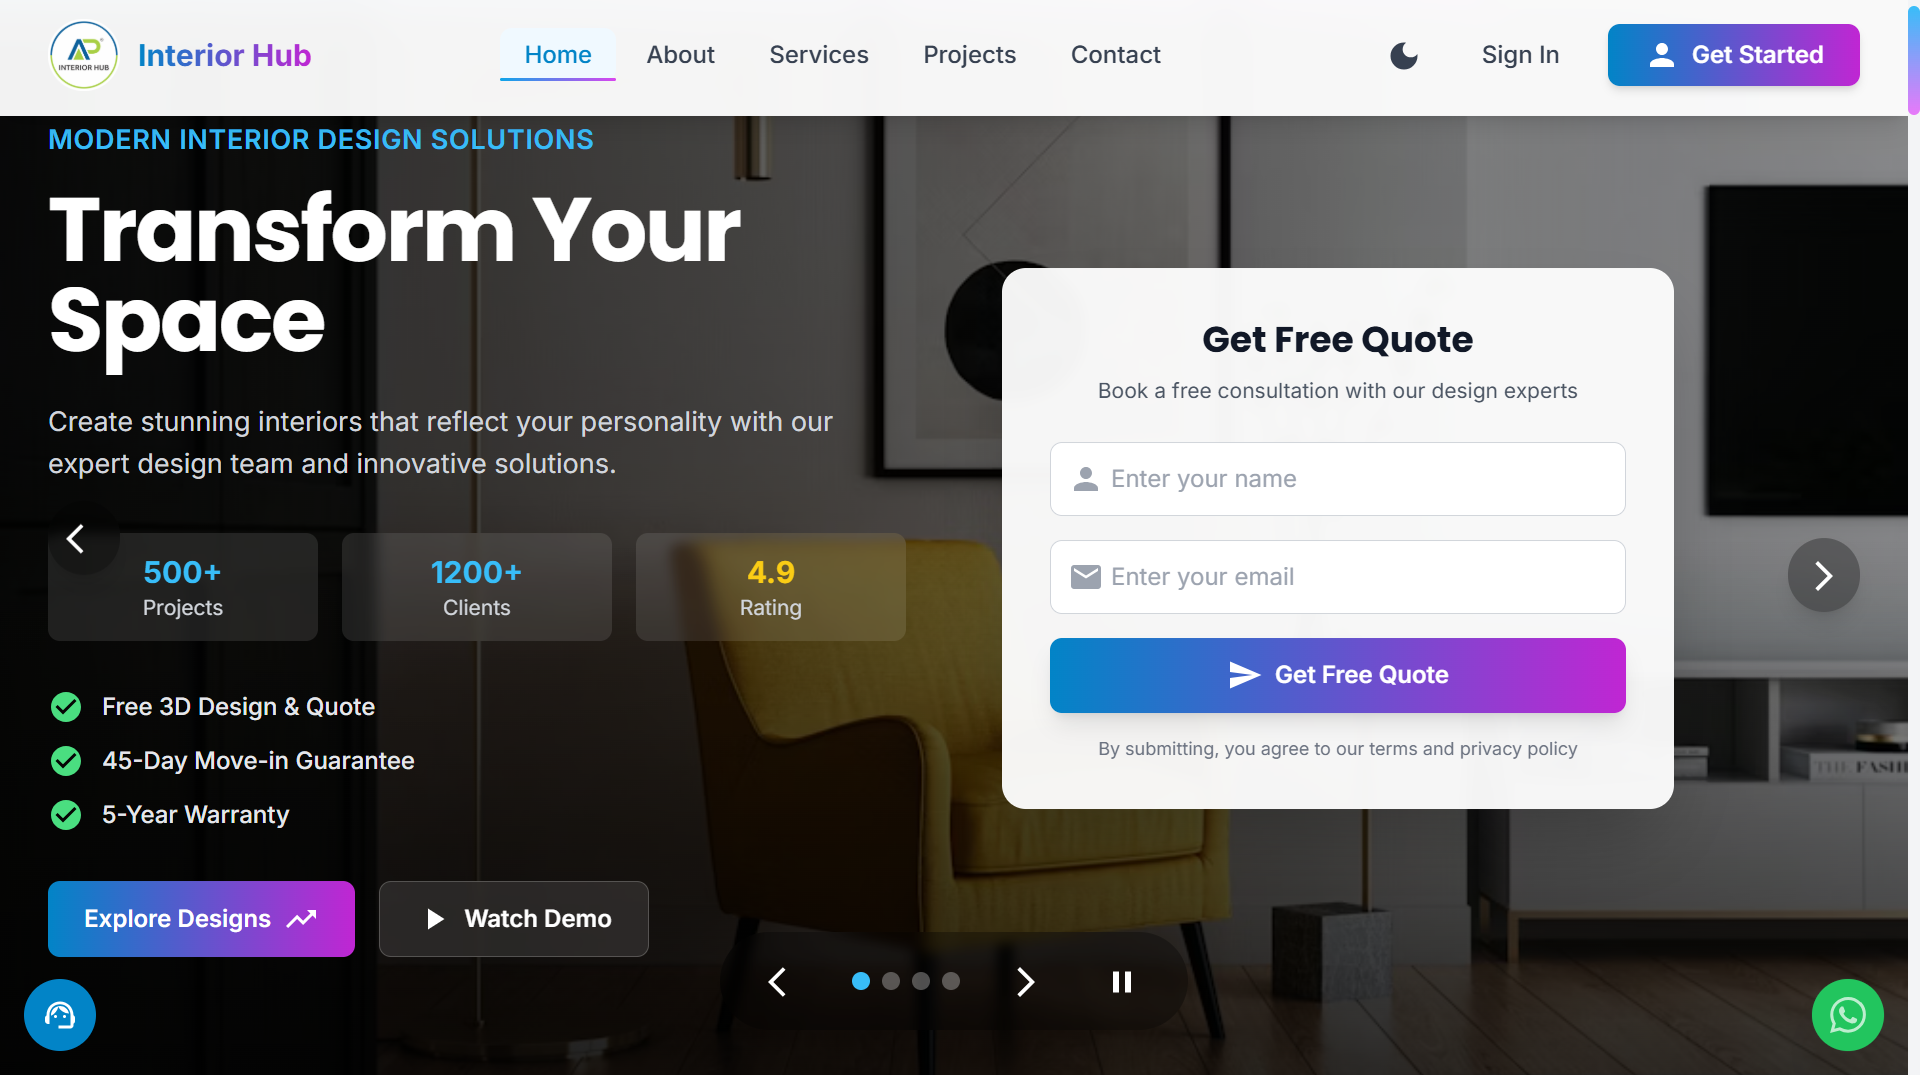 AP
INTERIOR HUB
Interior Hub
Home
About
Services
Projects
Contact
Sign In
Get Started
MODERN INTERIOR DESIGN SOLUTIONS
Transform Your
Space
Create stunning interiors that reflect your personality with our
expert design team and innovative solutions.
500+
Projects
1200+
Clients
4.9
Rating
Free 3D Design & Quote
45-Day Move-in Guarantee
5-Year Warranty
Explore Designs
Watch Demo
Get Free Quote
Book a free consultation with our design experts
Enter your name
Enter your email
Get Free Quote
By submitting, you agree to our terms and privacy policy
THE FASHI